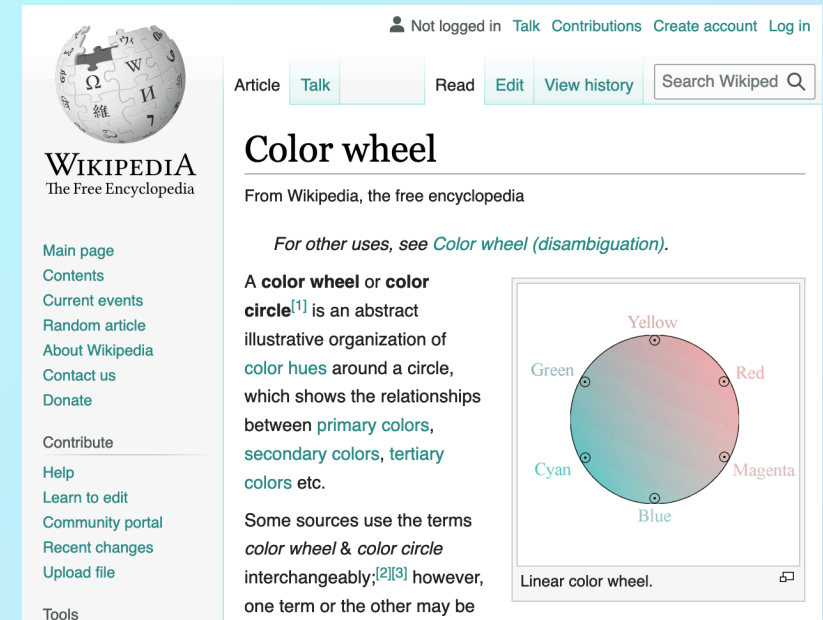 Not logged in Talk Contributions Create account Log in
Article Talk Read Edit View history Search Wikiped
Ω W И 維 ウィ 7
WIKIPEDIA
The Free Encyclopedia
Main page
Contents
Current events
Random article
About Wikipedia
Contact us
Donate
Contribute
Help
Learn to edit
Community portal
Recent changes
Upload file
Tools
Color wheel
From Wikipedia, the free encyclopedia
For other uses, see Color wheel (disambiguation).
A color wheel or color
circle[1] is an abstract
illustrative organization of
color hues around a circle,
which shows the relationships
between primary colors,
secondary colors, tertiary
colors etc.
Some sources use the terms
color wheel & color circle
interchangeably;[2][3] however,
one term or the other may be
Yellow
Green Red
Cyan Magenta
Blue
Linear color wheel.